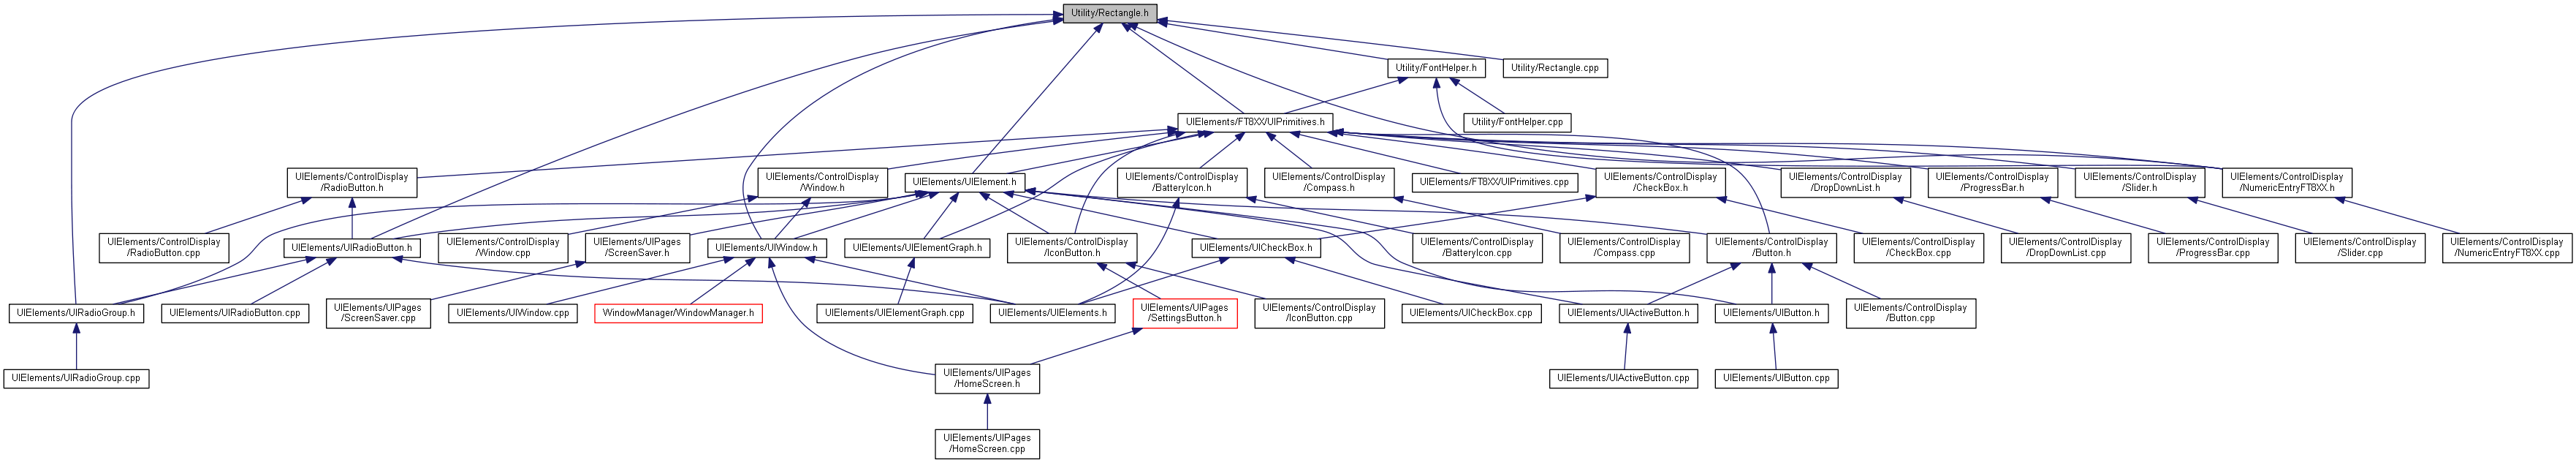 Utility/Rectangle.h
Utility/FontHelper.h
Utility/Rectangle.cpp
UIElements/FT8XX/UIPrimitives.h
Utility/FontHelper.cpp
UIElements/ControlDisplay
/RadioButton.h
UIElements/ControlDisplay
/Window.h
UIElements/UIElement.h
UIElements/ControlDisplay
/BatteryIcon.h
UIElements/ControlDisplay
/Compass.h
UIElements/FT8XX/UIPrimitives.cpp
UIElements/ControlDisplay
/CheckBox.h
UIElements/ControlDisplay
/DropDownList.h
UIElements/ControlDisplay
/ProgressBar.h
UIElements/ControlDisplay
/Slider.h
UIElements/ControlDisplay
/NumericEntryFT8XX.h
UIElements/ControlDisplay
/RadioButton.cpp
UIElements/UIRadioButton.h
UIElements/ControlDisplay
/Window.cpp
UIElements/UIPages
/ScreenSaver.h
UIElements/UIWindow.h
UIElements/UIElementGraph.h
UIElements/ControlDisplay
/IconButton.h
UIElements/UICheckBox.h
UIElements/ControlDisplay
/BatteryIcon.cpp
UIElements/ControlDisplay
/Compass.cpp
UIElements/ControlDisplay
/Button.h
UIElements/ControlDisplay
/CheckBox.cpp
UIElements/ControlDisplay
/DropDownList.cpp
UIElements/ControlDisplay
/ProgressBar.cpp
UIElements/ControlDisplay
/Slider.cpp
UIElements/ControlDisplay
/NumericEntryFT8XX.cpp
UIElements/UIRadioGroup.h
UIElements/UIRadioButton.cpp
UIElements/UIPages
/ScreenSaver.cpp
UIElements/UIWindow.cpp
WindowManager/WindowManager.h
UIElements/UIElementGraph.cpp
UIElements/UIElements.h
UIElements/UIPages
/SettingsButton.h
UIElements/ControlDisplay
/IconButton.cpp
UIElements/UICheckBox.cpp
UIElements/UIActiveButton.h
UIElements/UIButton.h
UIElements/ControlDisplay
/Button.cpp
UIElements/UIRadioGroup.cpp
UIElements/UIPages
/HomeScreen.h
UIElements/UIActiveButton.cpp
UIElements/UIButton.cpp
UIElements/UIPages
/HomeScreen.cpp